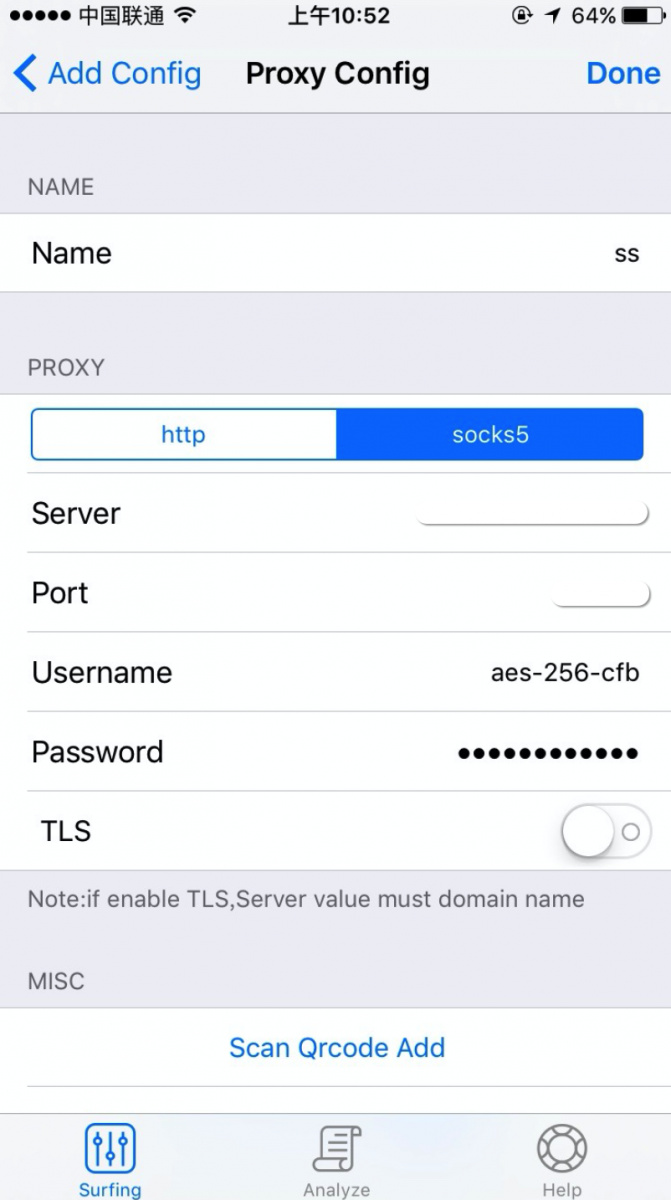 中国联通 上午10:52 64%
Add Config Proxy Config Done
NAME
Name ss
PROXY
http socks5
Server
Port
Username aes-256-cfb
Password ••••••••••••
TLS
Note:if enable TLS,Server value must domain name
MISC
Scan Qrcode Add
Surfing Analyze Help